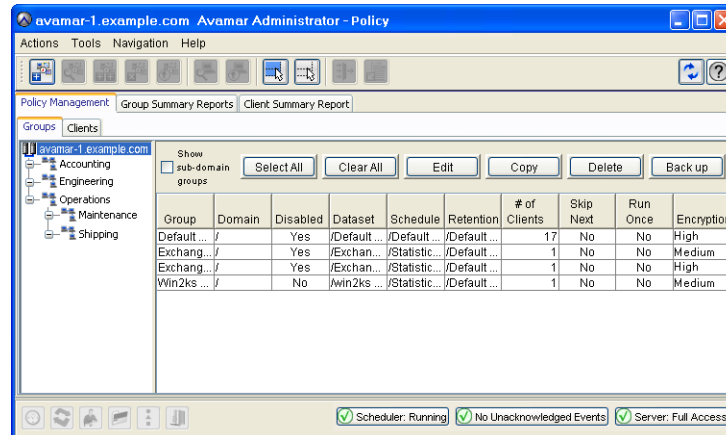 avamar-1.example.com Avamar Administrator - Policy
Actions Tools Navigation Help
Policy Management Group Summary Reports Client Summary Report
Groups Clients
avamar-1.example.com
Accounting
Engineering
Operations
Maintenance
Shipping
Show sub-domain groups
Select All Clear All Edit Copy Delete Back up
Group Domain Disabled Dataset Schedule Retention # of Clients Skip Next Run Once Encryption
Default ... / Yes /Default ... /Default ... /Default ... 17 No No High
Exchang... / Yes /Exchan... /Statistic... /Default ... 1 No No Medium
Exchang... / Yes /Exchan... /Statistic... /Default ... 1 No No High
Win2ks ... / No /win2ks ... /Statistic... /Default ... 1 No No Medium
Scheduler: Running No Unacknowledged Events Server: Full Access